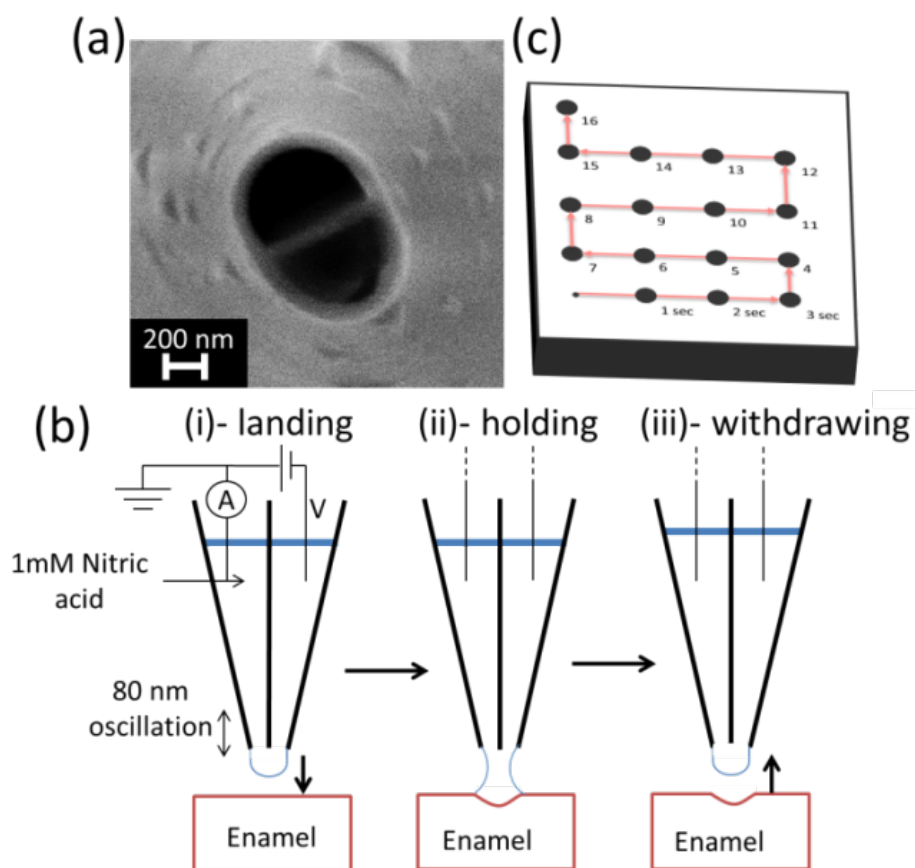 (a)
200 nm
(c)
16
15 14 13 12
8 9 10 11
7 6 5 4
1 sec 2 sec 3 sec
(b)
(i)- landing (ii)- holding (iii)- withdrawing
A
V
1mM Nitric
acid
80 nm
oscillation
Enamel Enamel Enamel